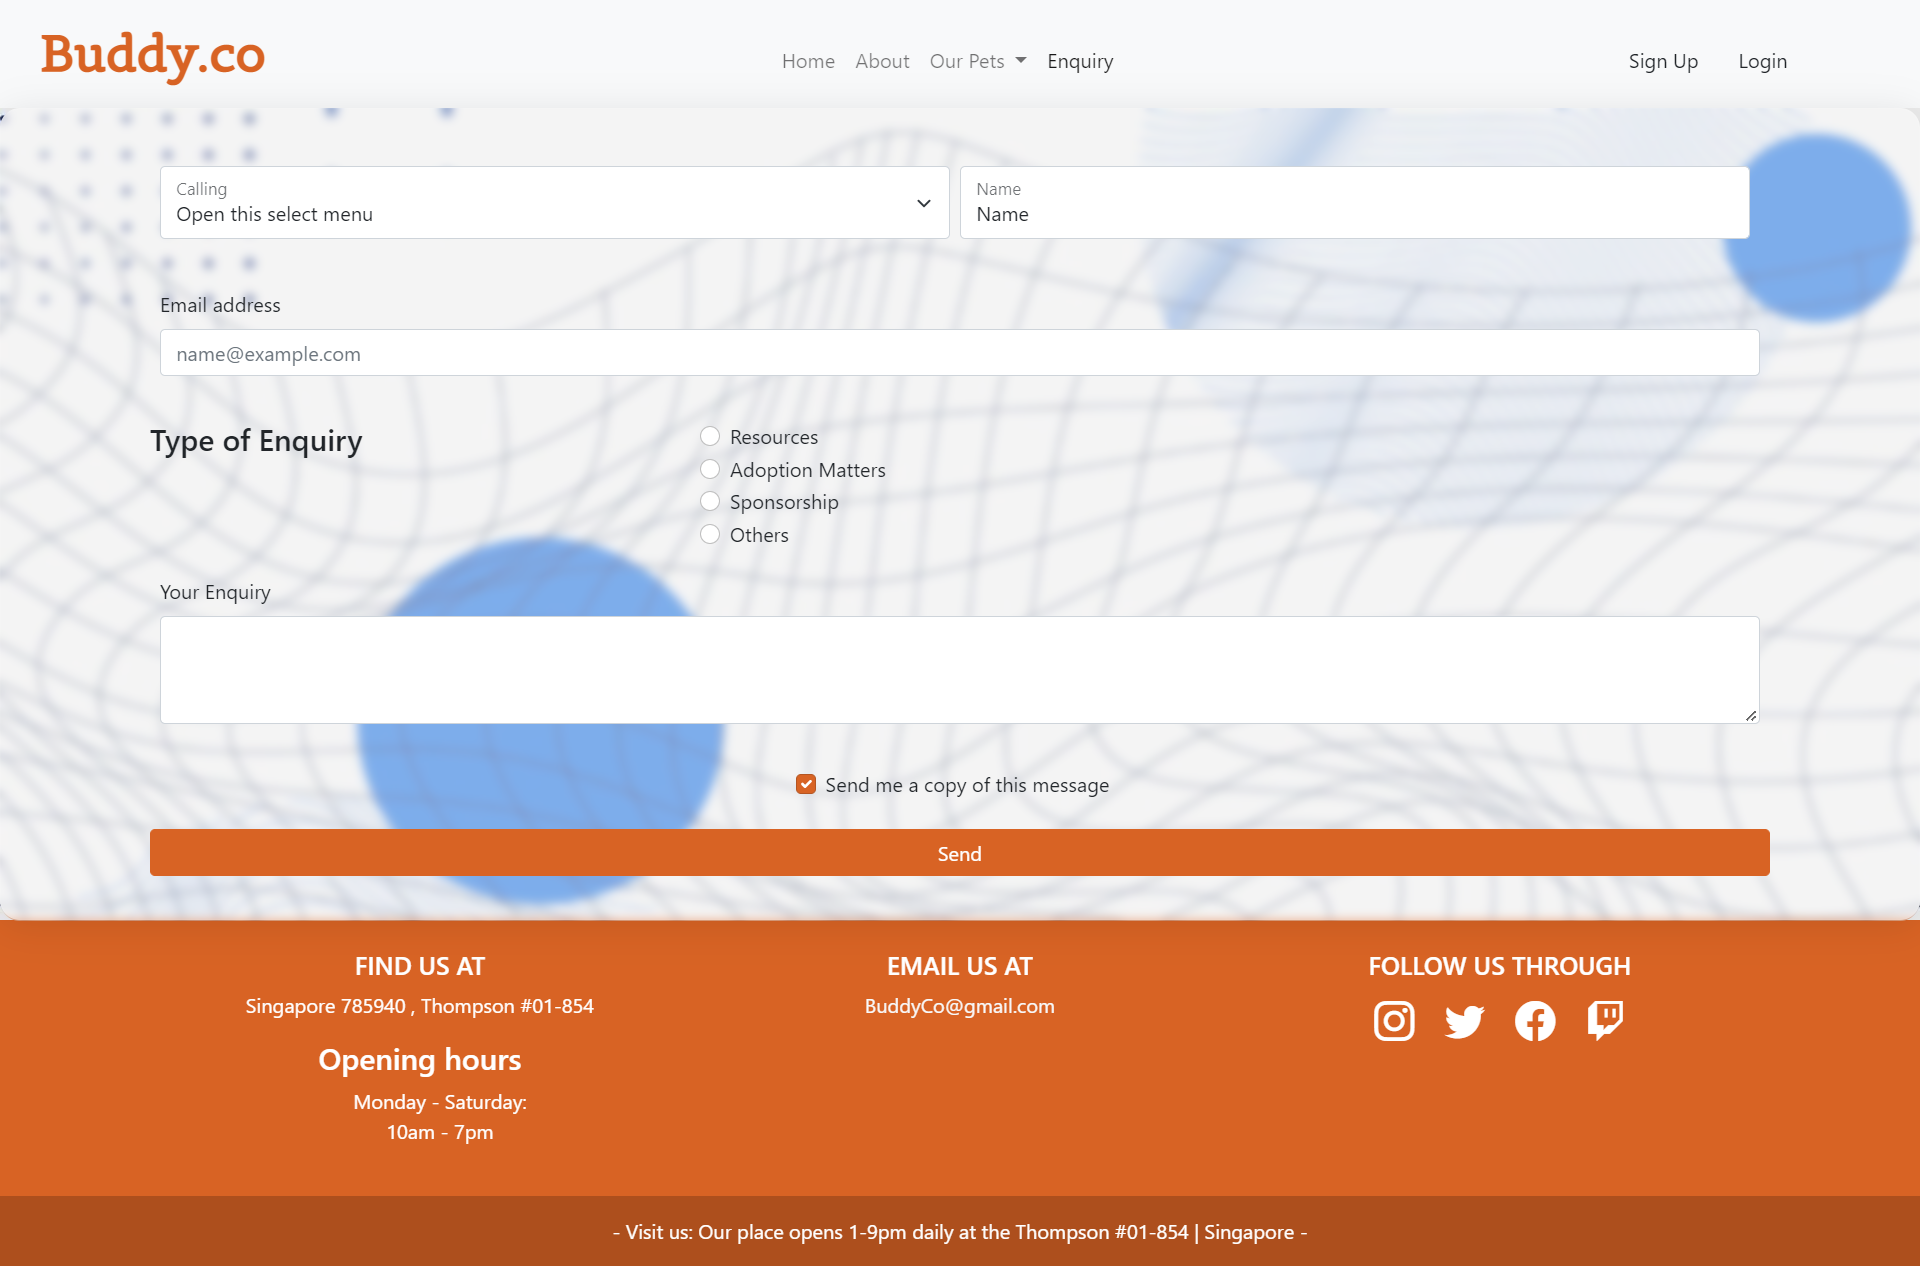 Buddy.co
Home About Our Pets Enquiry
Sign Up Login
Calling
Open this select menu
Name
Name
Email address
name@example.com
Type of Enquiry
Resources
Adoption Matters
Sponsorship
Others
Your Enquiry
Send me a copy of this message
Send
FIND US AT
Singapore 785940 , Thompson #01-854
Opening hours
Monday - Saturday:
10am - 7pm
EMAIL US AT
BuddyCo@gmail.com
FOLLOW US THROUGH
- Visit us: Our place opens 1-9pm daily at the Thompson #01-854 | Singapore -